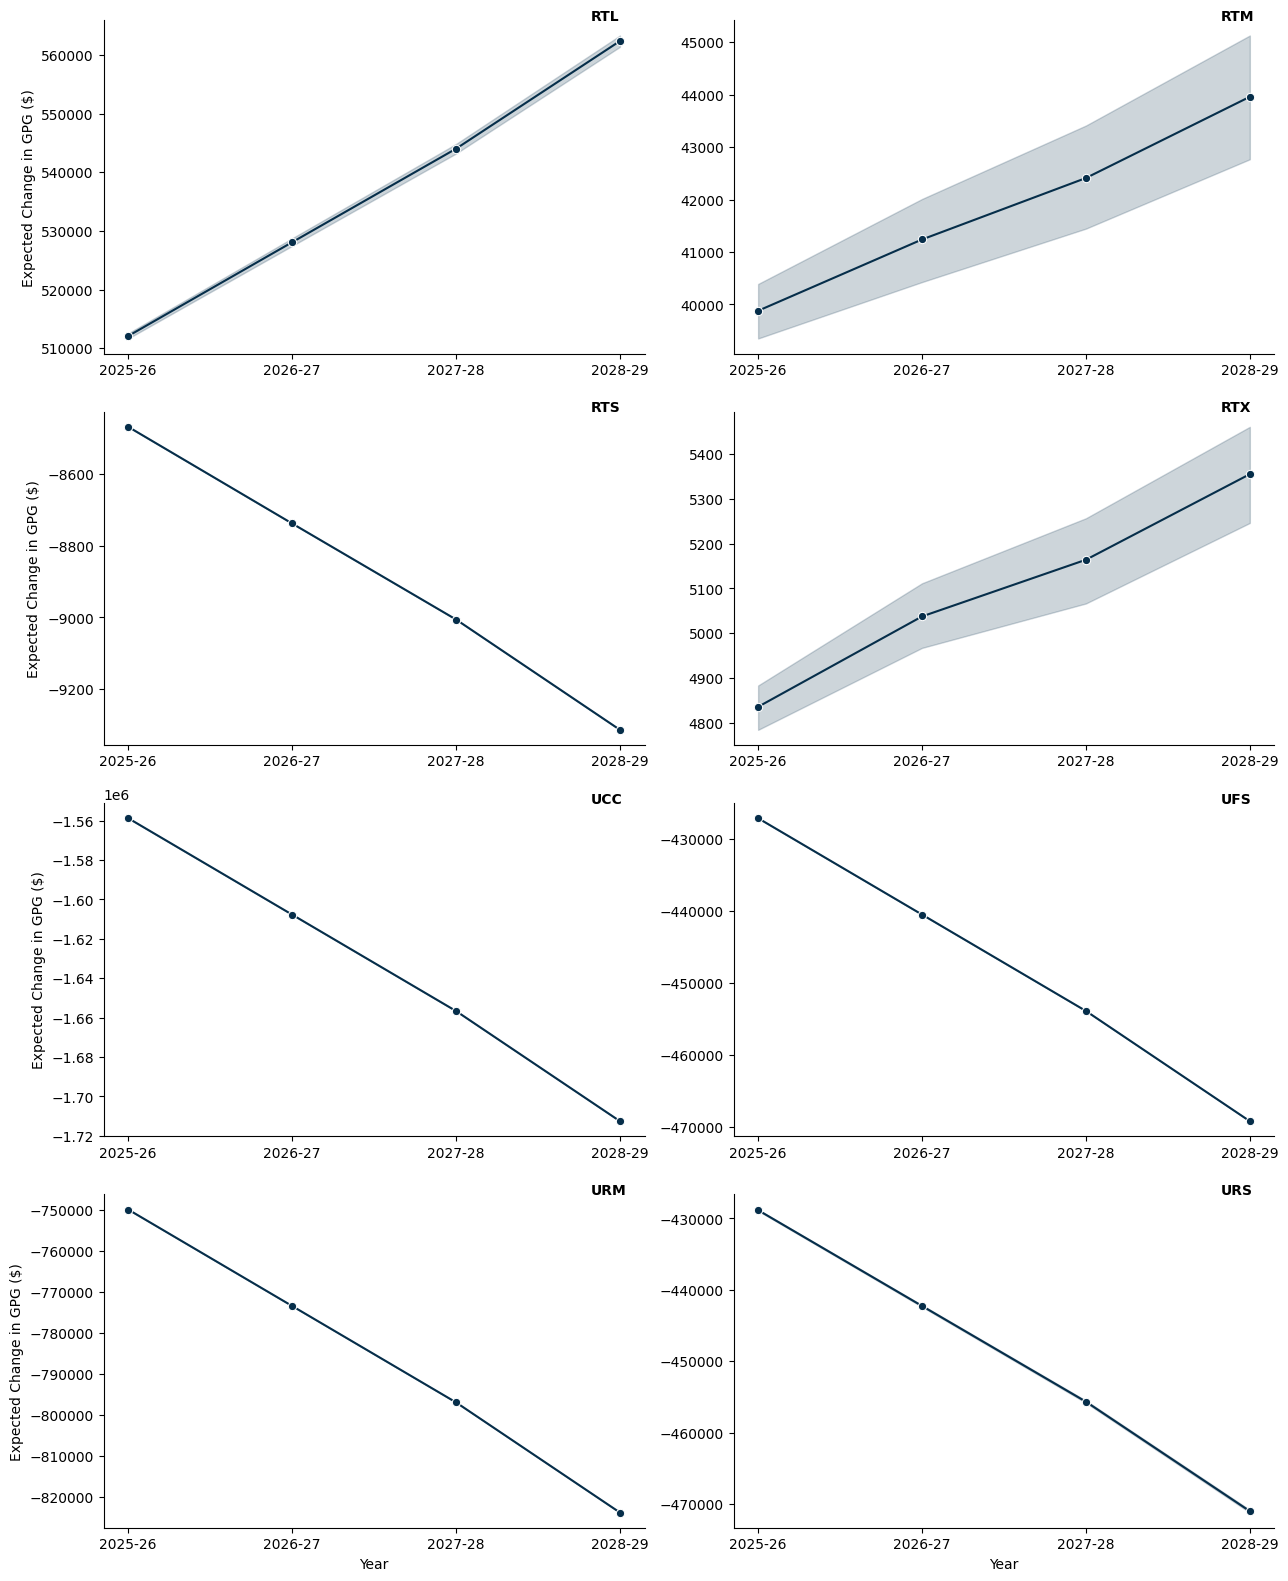 RTL
Expected Change in GPG ($)
560000
550000
540000
530000
520000
510000
2025-26 2026-27 2027-28 2028-29
RTM
45000
44000
43000
42000
41000
40000
2025-26 2026-27 2027-28 2028-29
RTS
Expected Change in GPG ($)
−8600
−8800
−9000
−9200
2025-26 2026-27 2027-28 2028-29
RTX
5400
5300
5200
5100
5000
4900
4800
2025-26 2026-27 2027-28 2028-29
UCC
1e6
Expected Change in GPG ($)
−1.56
−1.58
−1.60
−1.62
−1.64
−1.66
−1.68
−1.70
−1.72
2025-26 2026-27 2027-28 2028-29
UFS
−430000
−440000
−450000
−460000
−470000
2025-26 2026-27 2027-28 2028-29
URM
Expected Change in GPG ($)
−750000
−760000
−770000
−780000
−790000
−800000
−810000
−820000
2025-26 2026-27 2027-28 2028-29
Year
URS
−430000
−440000
−450000
−460000
−470000
2025-26 2026-27 2027-28 2028-29
Year